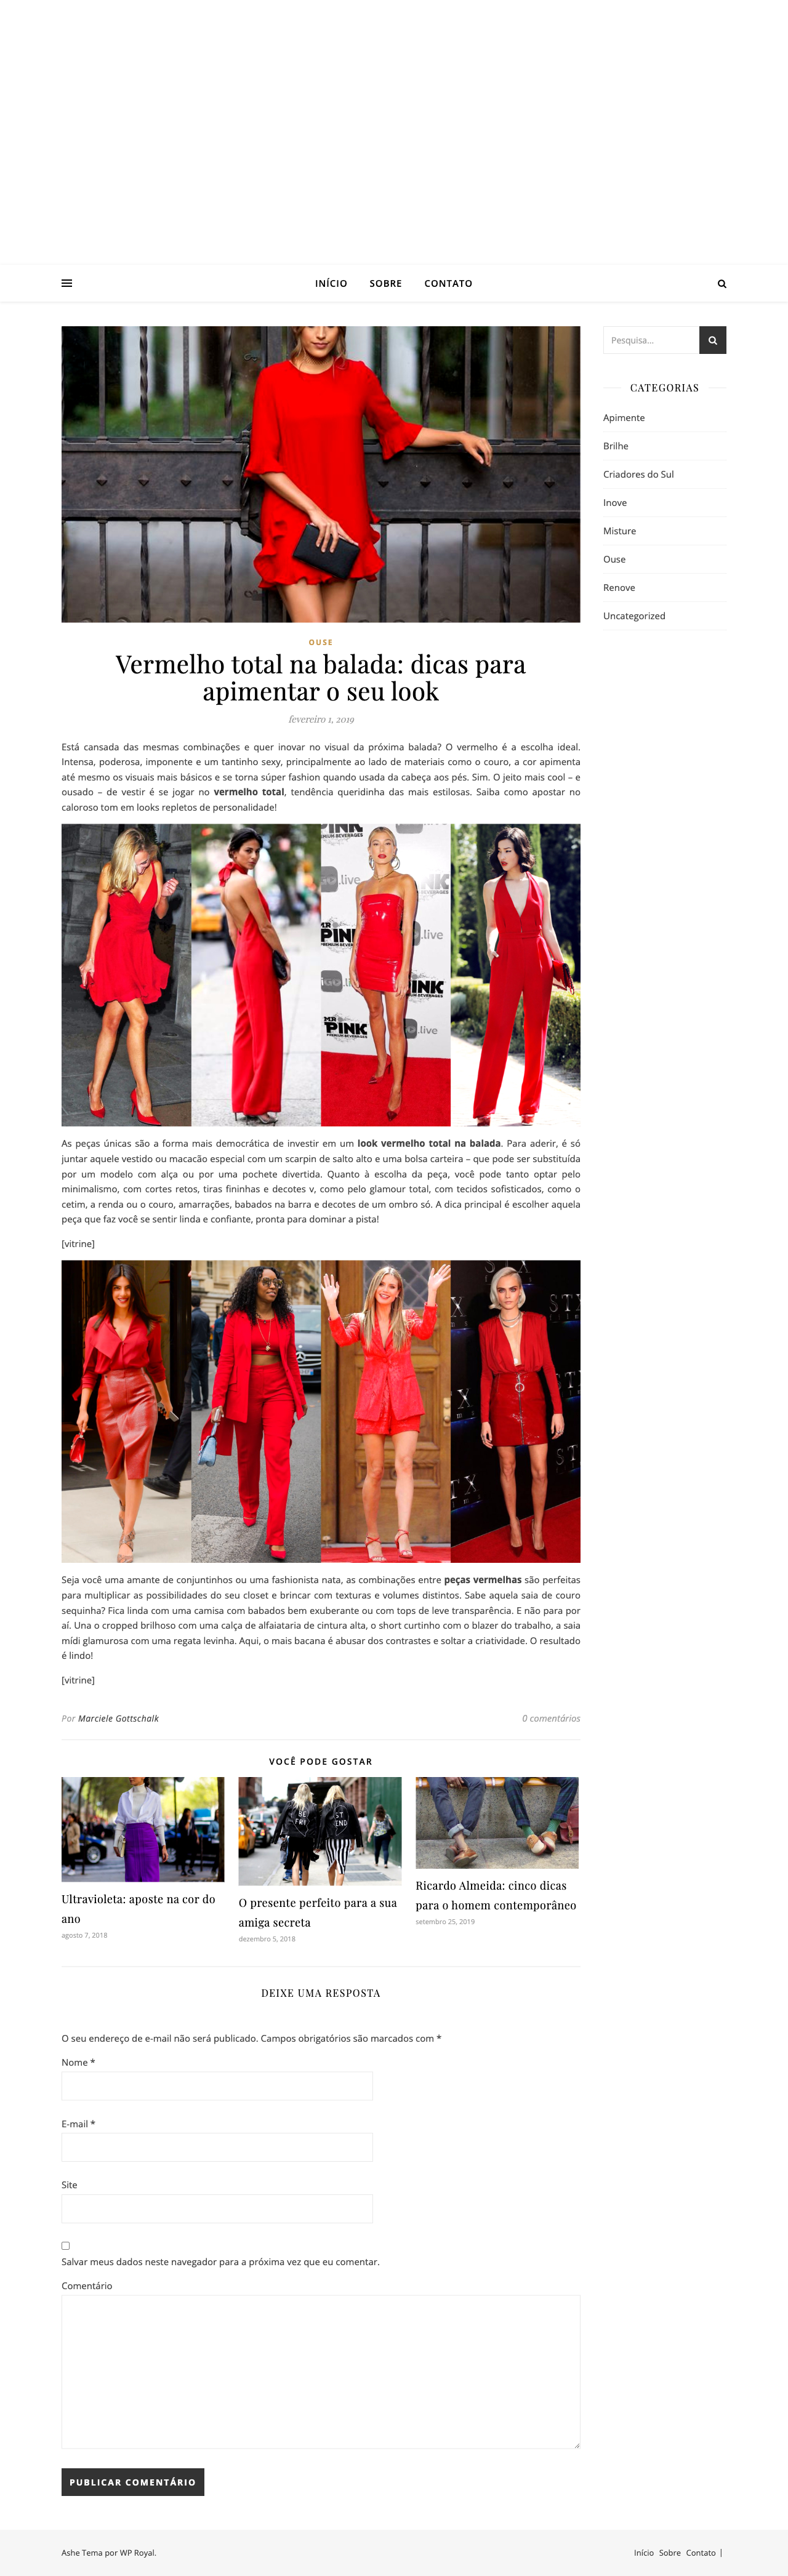 INÍCIO SOBRE CONTATO
OUSE
Vermelho total na balada: dicas para
apimentar o seu look
fevereiro 1, 2019
Está cansada das mesmas combinações e quer inovar no visual da próxima balada? O vermelho é a escolha ideal.
Intensa, poderosa, imponente e um tantinho sexy, principalmente ao lado de materiais como o couro, a cor apimenta
até mesmo os visuais mais básicos e se torna súper fashion quando usada da cabeça aos pés. Sim. O jeito mais cool – e
ousado – de vestir é se jogar no vermelho total, tendência queridinha das mais estilosas. Saiba como apostar no
caloroso tom em looks repletos de personalidade!
PINK
PREMIUM BEVERAGES
GO.live
MR
PINK
PREMIUM BEVERAGES
GO.live
MR
PINK
PREMIUM BEVERAGES
As peças únicas são a forma mais democrática de investir em um look vermelho total na balada. Para aderir, é só
juntar aquele vestido ou macacão especial com um scarpin de salto alto e uma bolsa carteira – que pode ser substituída
por um modelo com alça ou por uma pochete divertida. Quanto à escolha da peça, você pode tanto optar pelo
minimalismo, com cortes retos, tiras fininhas e decotes v, como pelo glamour total, com tecidos sofisticados, como o
cetim, a renda ou o couro, amarrações, babados na barra e decotes de um ombro só. A dica principal é escolher aquela
peça que faz você se sentir linda e confiante, pronta para dominar a pista!
[vitrine]
STX
Seja você uma amante de conjuntinhos ou uma fashionista nata, as combinações entre peças vermelhas são perfeitas
para multiplicar as possibilidades do seu closet e brincar com texturas e volumes distintos. Sabe aquela saia de couro
sequinha? Fica linda com uma camisa com babados bem exuberante ou com tops de leve transparência. E não para por
aí. Una o cropped brilhoso com uma calça de alfaiataria de cintura alta, o short curtinho com o blazer do trabalho, a saia
mídi glamurosa com uma regata levinha. Aqui, o mais bacana é abusar dos contrastes e soltar a criatividade. O resultado
é lindo!
[vitrine]
Por Marciele Gottschalk 0 comentários
VOCÊ PODE GOSTAR
Ultravioleta: aposte na cor do
ano
agosto 7, 2018
O presente perfeito para a sua
amiga secreta
dezembro 5, 2018
Ricardo Almeida: cinco dicas
para o homem contemporâneo
setembro 25, 2019
DEIXE UMA RESPOSTA
O seu endereço de e-mail não será publicado. Campos obrigatórios são marcados com *
Nome *
E-mail *
Site
Salvar meus dados neste navegador para a próxima vez que eu comentar.
Comentário
PUBLICAR COMENTÁRIO
Pesquisa...
CATEGORIAS
Apimente
Brilhe
Criadores do Sul
Inove
Misture
Ouse
Renove
Uncategorized
Ashe Tema por WP Royal.
Início Sobre Contato |